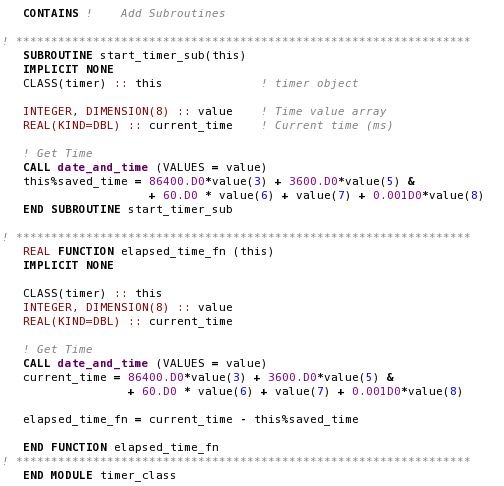 CONTAINS !    Add Subroutines
! *****************************************************************
SUBROUTINE start_timer_sub(this)
IMPLICIT NONE
CLASS(timer) :: this              ! timer object
INTEGER, DIMENSION(8) :: value    ! Time value array
REAL(KIND=DBL) :: current_time    ! Current time (ms)
! Get Time
CALL date_and_time (VALUES = value)
this%saved_time = 86400.D0*value(3) + 3600.D0*value(5) &
+ 60.D0 * value(6) + value(7) + 0.001D0*value(8)
END SUBROUTINE start_timer_sub
! *****************************************************************
REAL FUNCTION elapsed_time_fn (this)
IMPLICIT NONE
CLASS(timer) :: this
INTEGER, DIMENSION(8) :: value
REAL(KIND=DBL) :: current_time
! Get Time
CALL date_and_time (VALUES = value)
current_time = 86400.D0*value(3) + 3600.D0*value(5) &
+ 60.D0 * value(6) + value(7) + 0.001D0*value(8)
elapsed_time_fn = current_time - this%saved_time
END FUNCTION elapsed_time_fn
! *****************************************************************
END MODULE timer_class